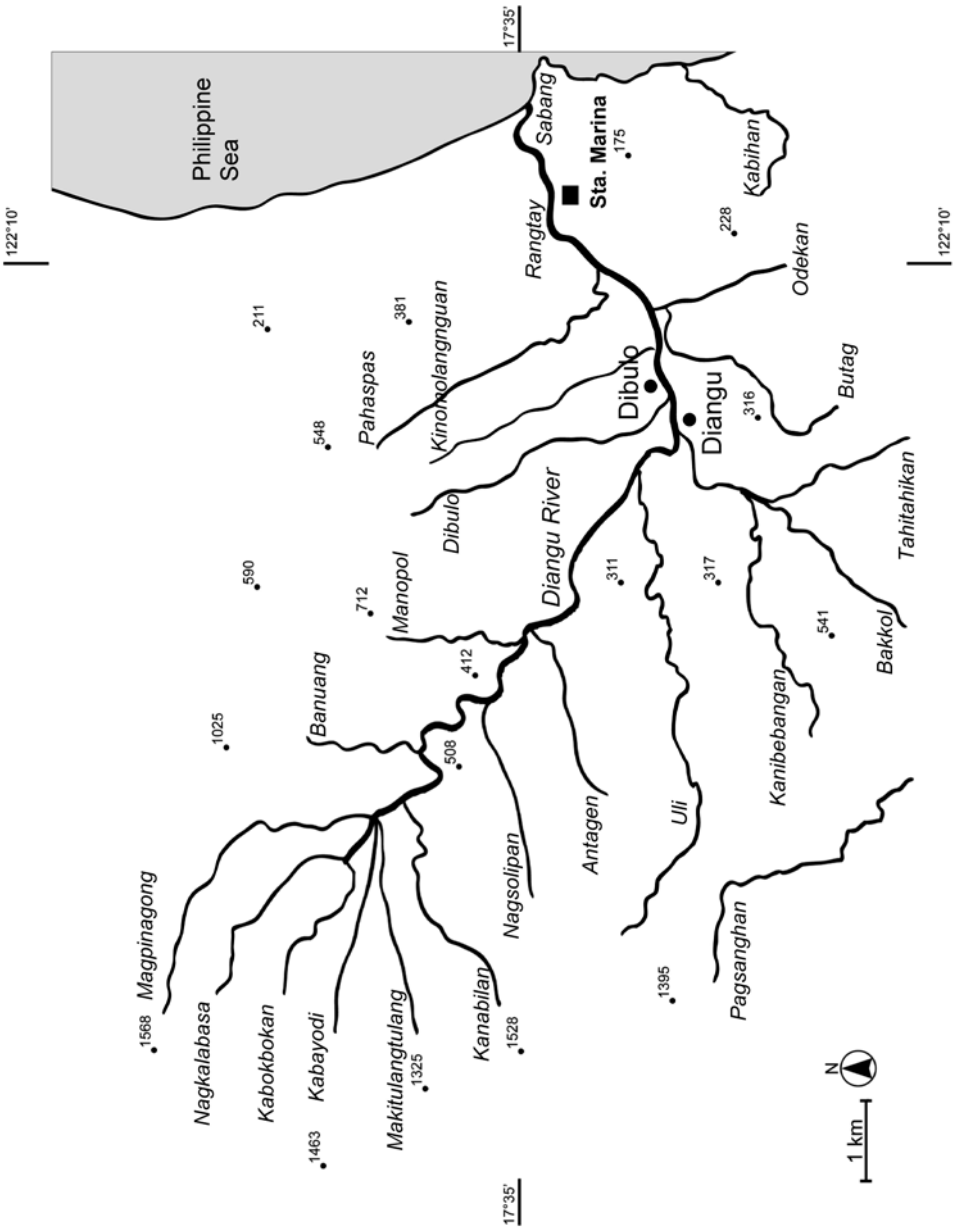 122°10'
17°35'
Philippine
Sea
Sabang
Sta. Marina
175
Kabihan
Rangtay
228
Odekan
122°10'
211
381
Kinomolangnguan
Pahaspas
548
Dibulo
Diangu
316
Butag
Dibulo
Tahitahikan
Diangu River
590
712
Manopol
311
317
541
Bakkol
412
Banuang
1025
508
Kanibebangan
Uli
Antagen
Nagsolipan
Magpinagong
1568
Nagkalabasa
Kabokbokan
Kabayodi
Makitulangtulang
1325
Kanabilan
1528
1395
Pagsanghan
1463
N
1 km
17°35'